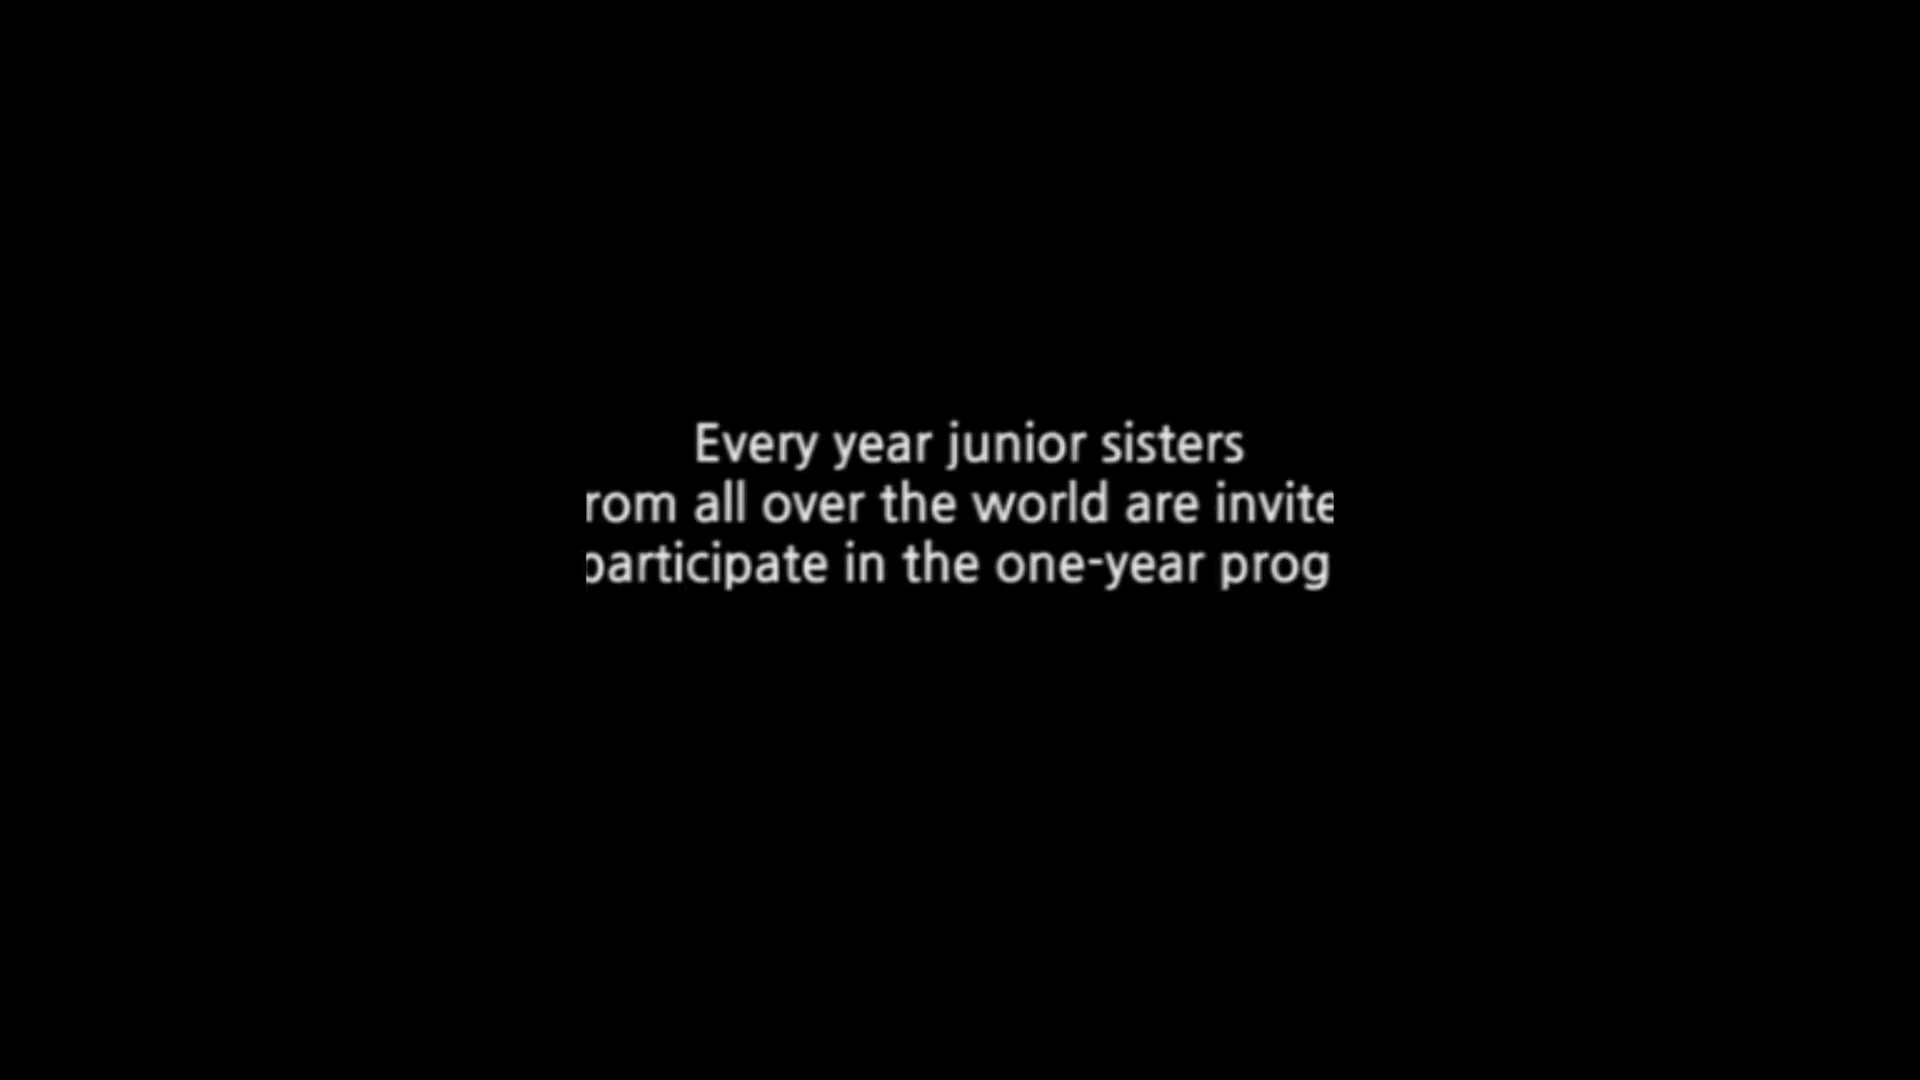 Every year junior sisters
rom all over the world are invite
participate in the one-year prog